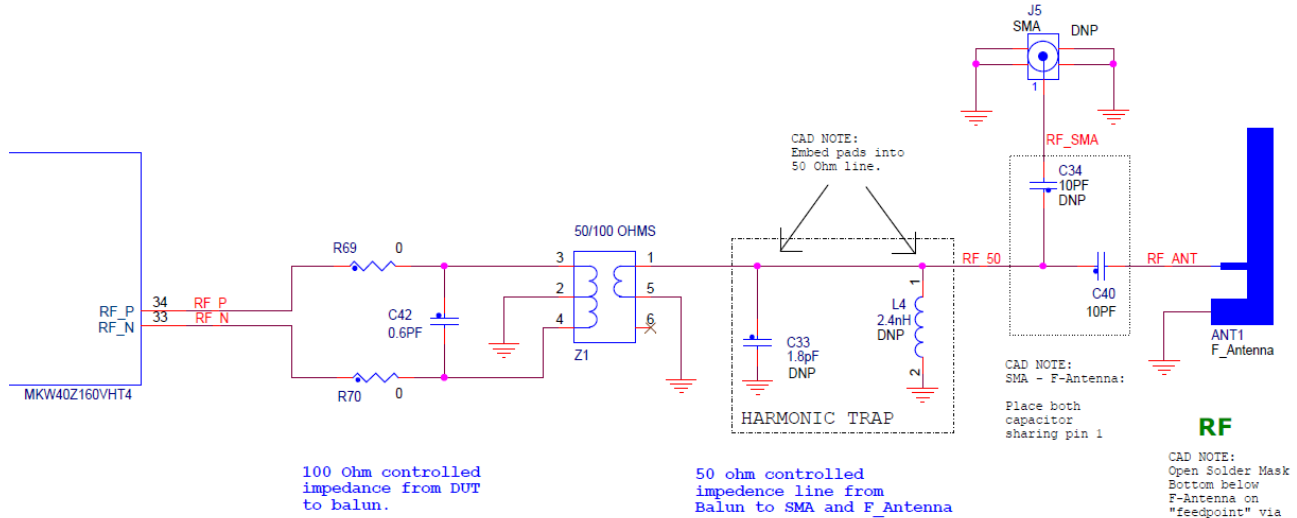 J5
SMA
DNP
1
CAD NOTE:
Embed pads into
50 Ohm line.
RF_SMA
C34
10PF
DNP
R69
0
50/100 OHMS
3
1
2
5
4
6
Z1
RF_50
RF_ANT
C40
10PF
RF_P
34
RF_P
RF_N
33
RF_N
C42
0.6PF
1
L4
2.4nH
DNP
2
C33
1.8pF
DNP
ANT1
F_Antenna
MKW40Z160VHT4
R70
0
HARMONIC TRAP
CAD NOTE:
SMA - F-Antenna:
Place both
capacitor
sharing pin 1
RF
CAD NOTE:
Open Solder Mask
Bottom below
F-Antenna on
"feedpoint" via
100 Ohm controlled
impedance from DUT
to balun.
50 ohm controlled
impedence line from
Balun to SMA and F_Antenna